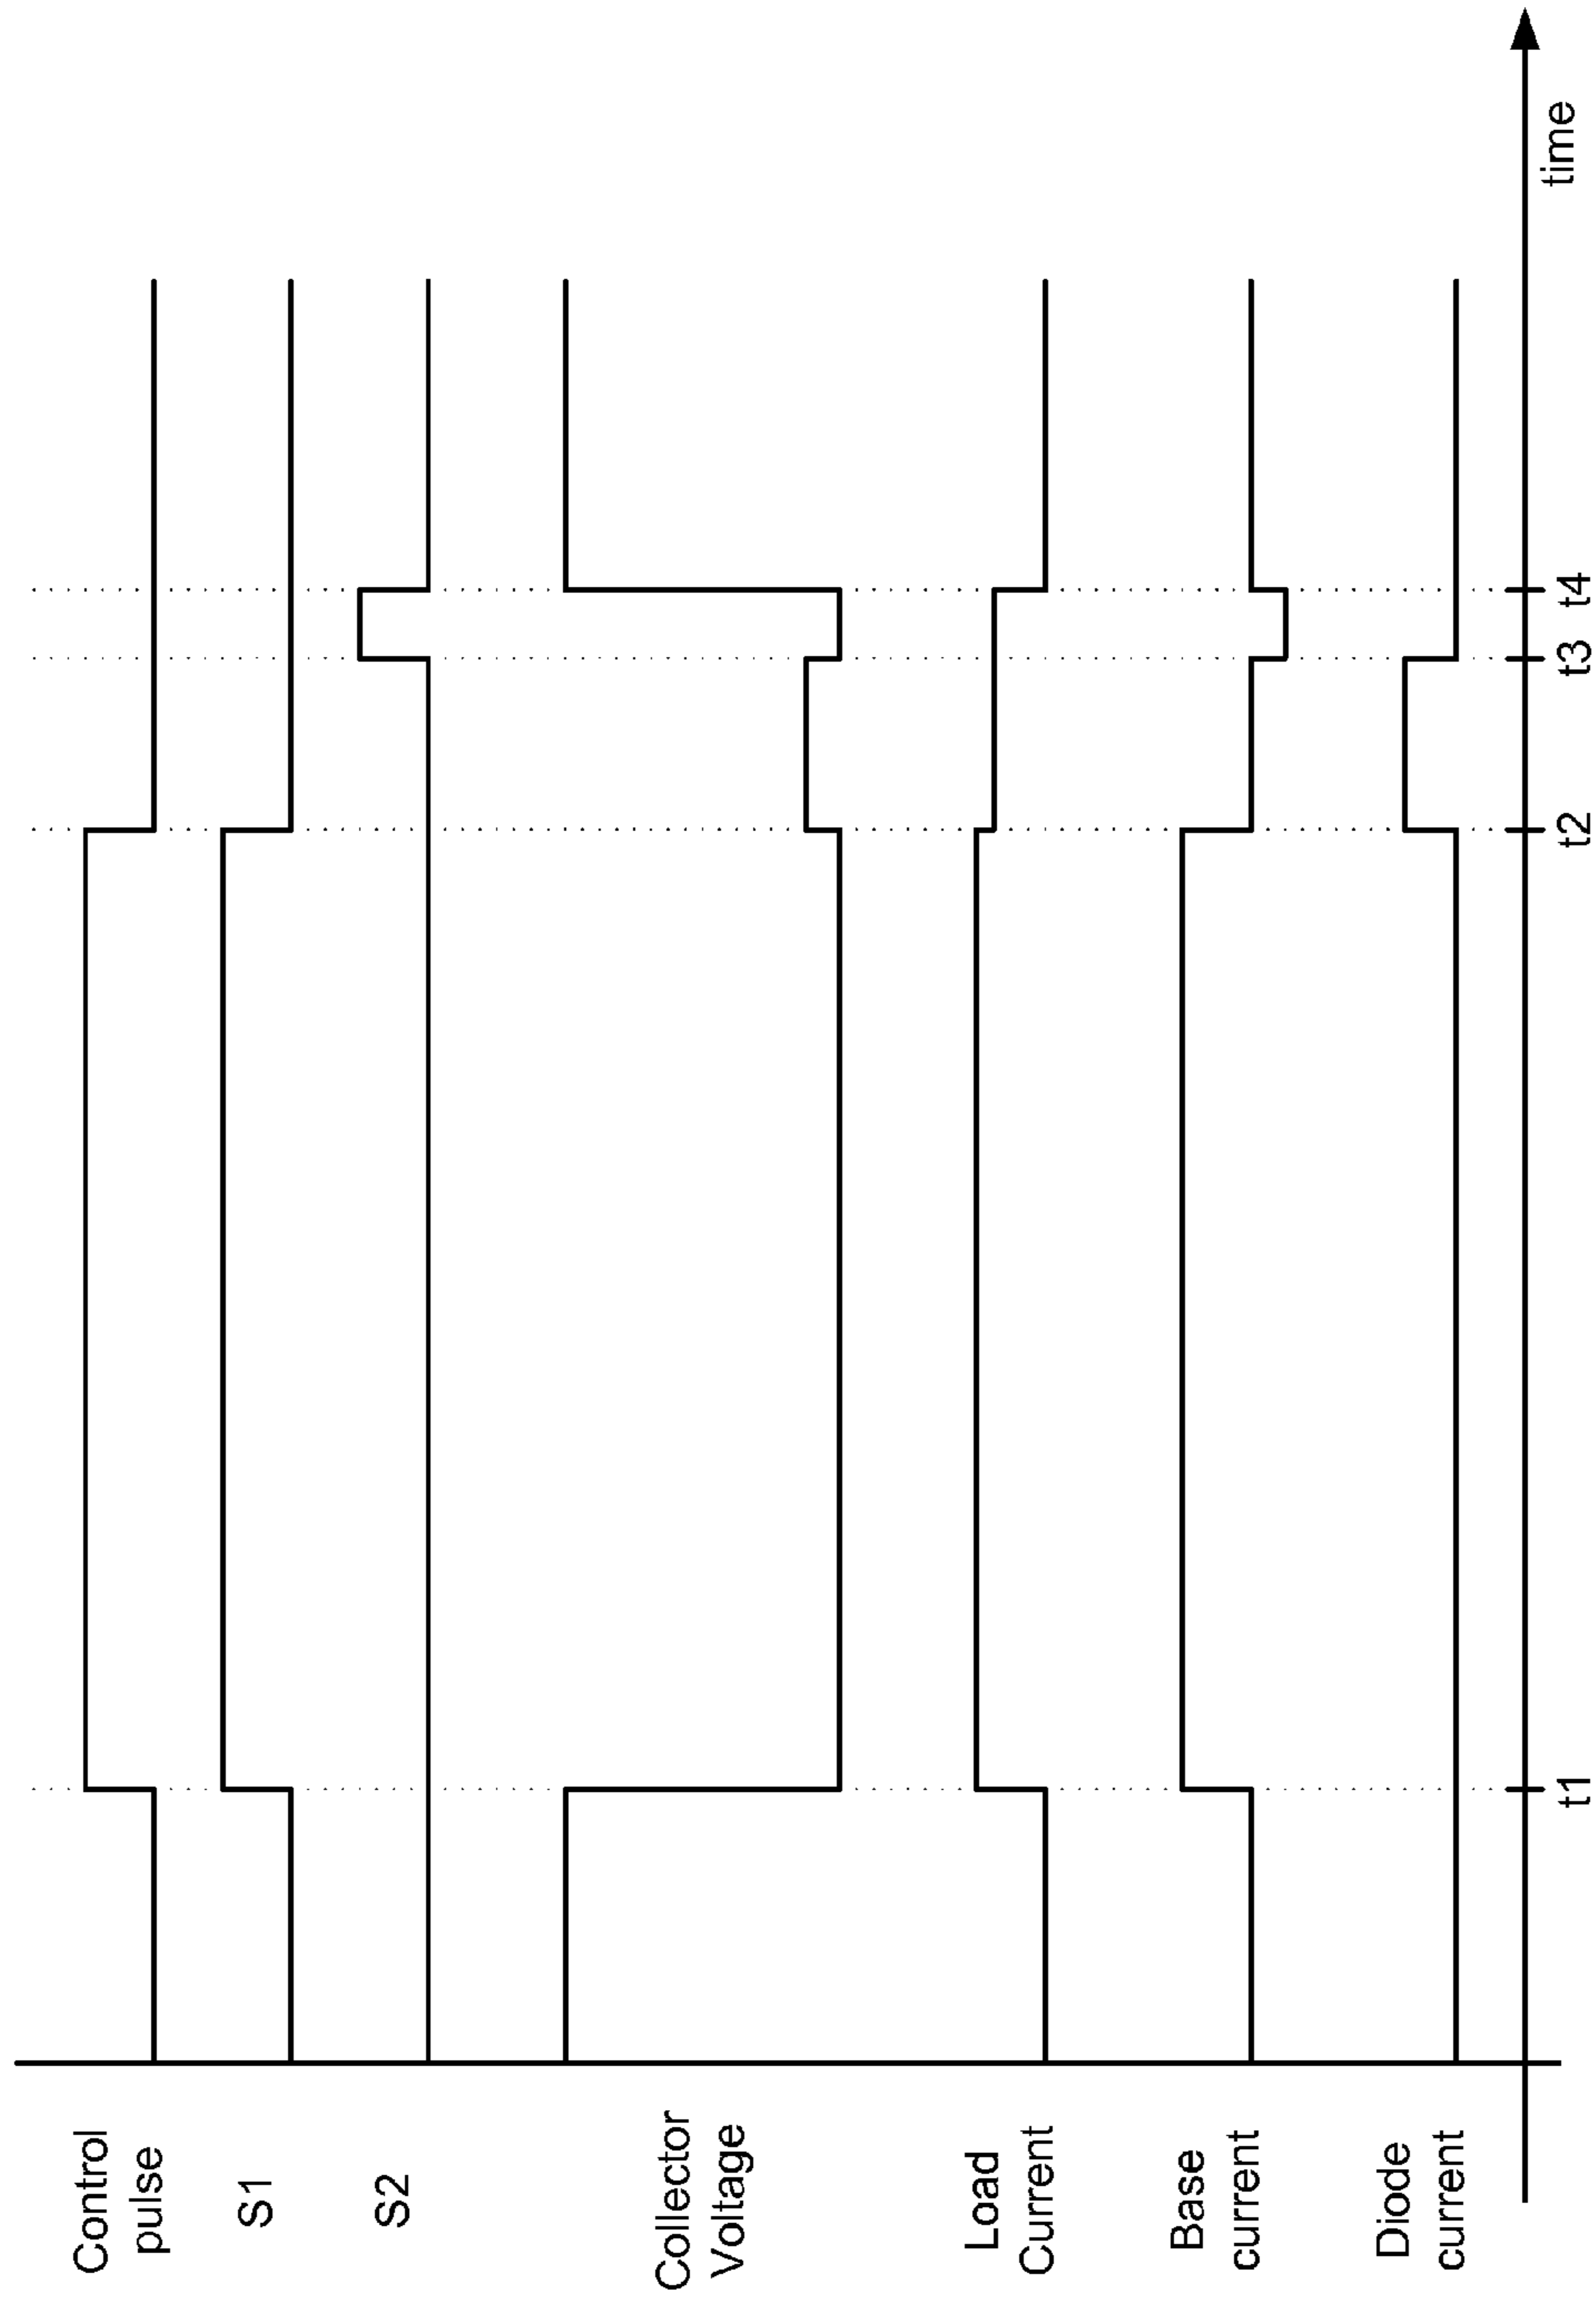 Control
pulse
S1
S2
Collector
Voltage
Load
Current
Base
current
Diode
current
t1
t2
t3
t4
time